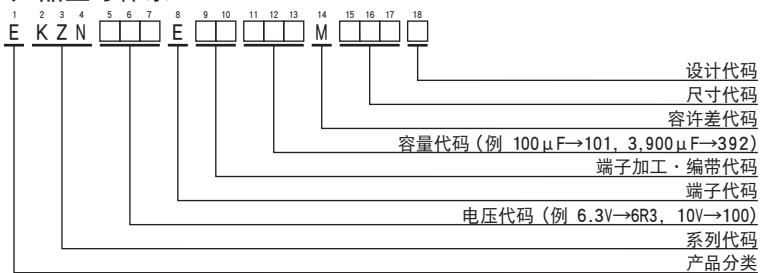 1 2 3 4 5 6 7 8 9 10 11 12 13 14 15 16 17 18
E K Z N □□□ E □□ □□□ M □□□ □
设计代码
尺寸代码
容许差代码
容量代码 (例 100μF→101, 3,900μF→392)
端子加工・编带代码
端子代码
电压代码 (例 6.3V→6R3, 10V→100)
系列代码
产品分类